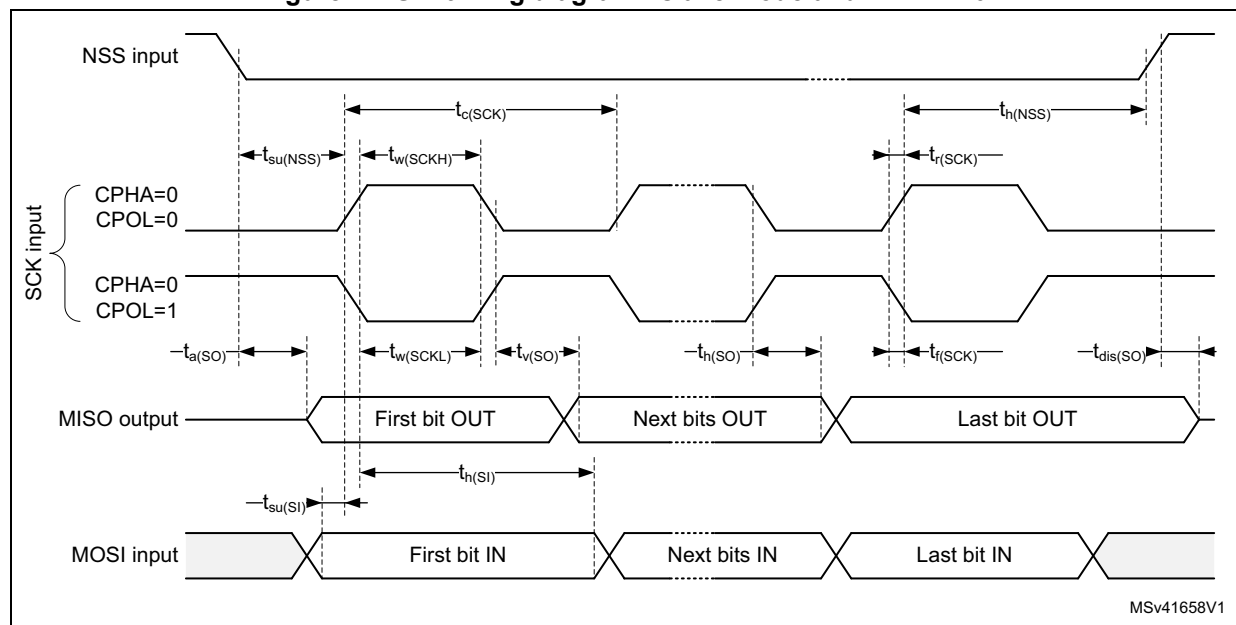 NSS input
tc(SCK)
th(NSS)
tsu(NSS)
tw(SCKH)
tr(SCK)
SCK input
CPHA=0
CPOL=0
CPHA=0
CPOL=1
ta(SO)
tw(SCKL)
tv(SO)
th(SO)
tf(SCK)
tdis(SO)
MISO output
First bit OUT
Next bits OUT
Last bit OUT
th(SI)
tsu(SI)
MOSI input
First bit IN
Next bits IN
Last bit IN
MSv41658V1